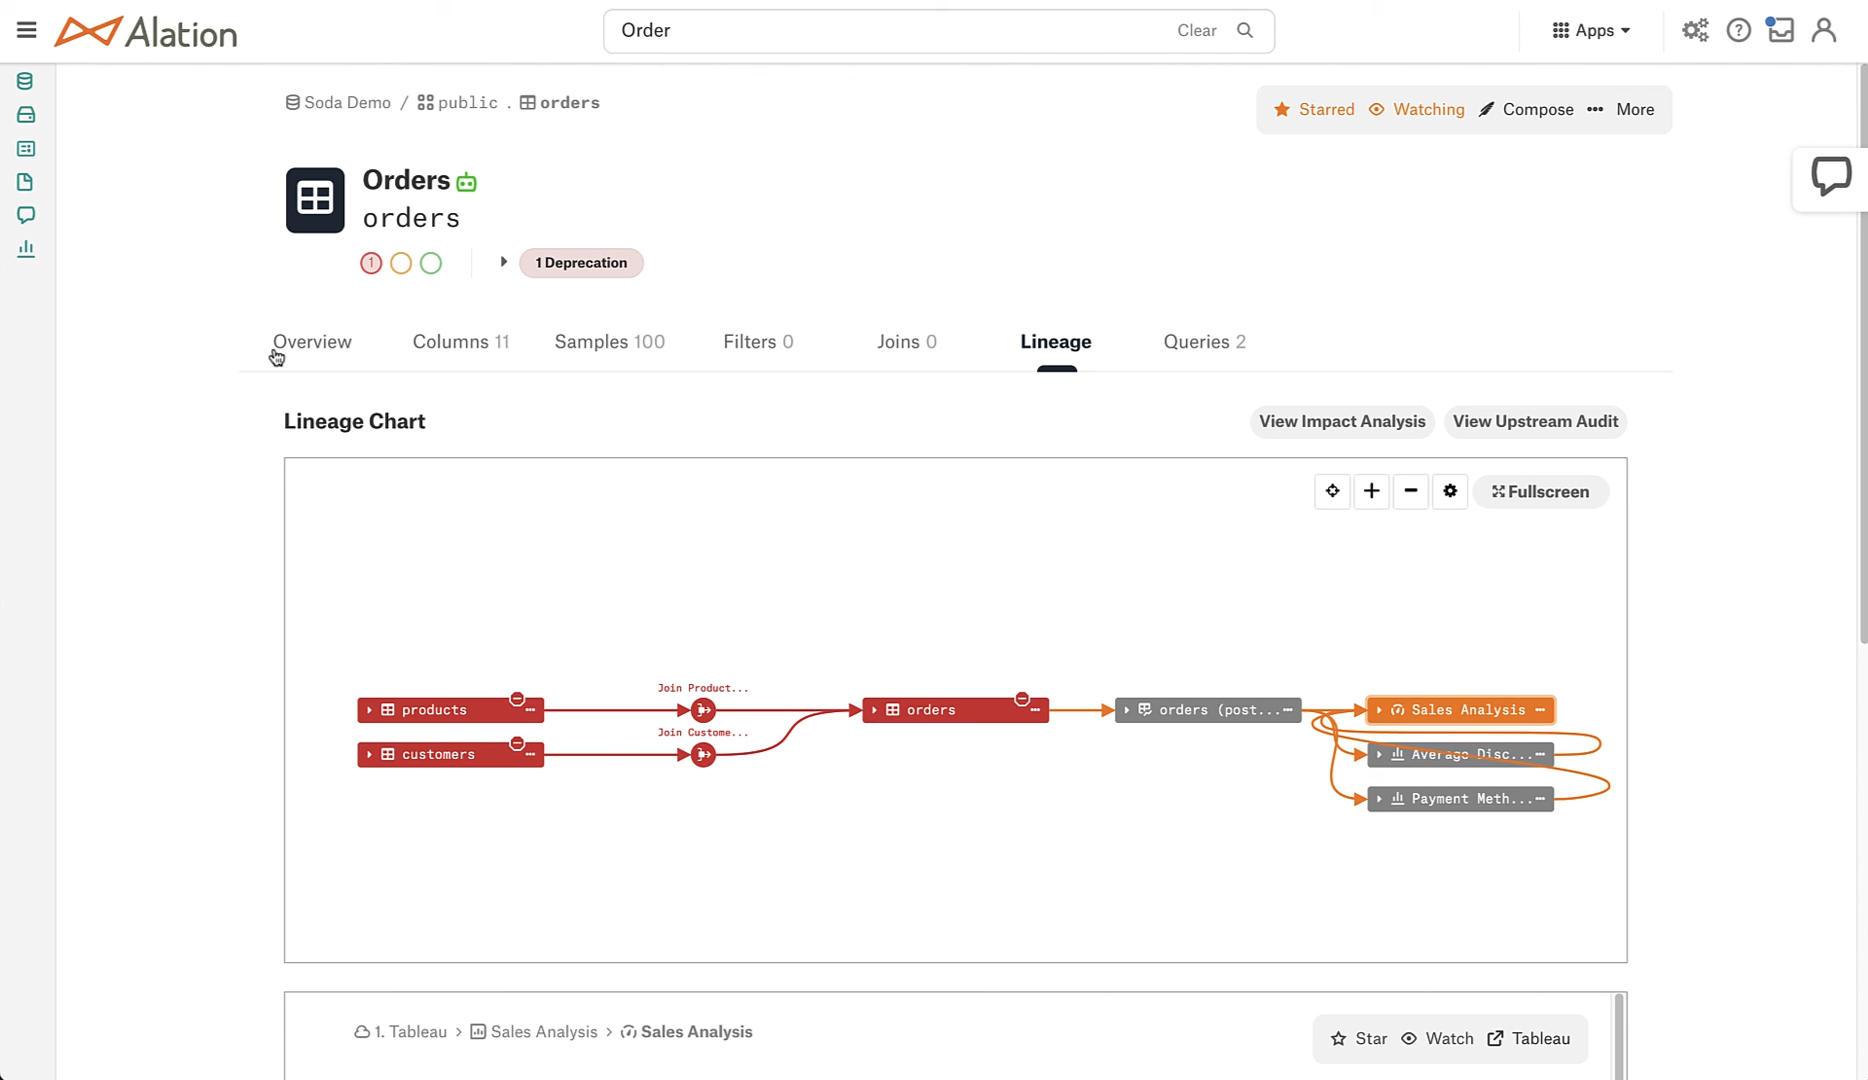 Alation
Order
Clear
Apps
Soda Demo / public . orders
Starred Watching Compose ••• More
Orders
orders
1
1 Deprecation
Overview
Columns 11
Samples 100
Filters 0
Joins 0
Lineage
Queries 2
Lineage Chart
View Impact Analysis
View Upstream Audit
Fullscreen
Join Product...
products
orders
orders (post...
Sales Analysis
Join Custome...
customers
Average Disc...
Payment Meth...
1. Tableau > Sales Analysis > Sales Analysis
Star Watch Tableau